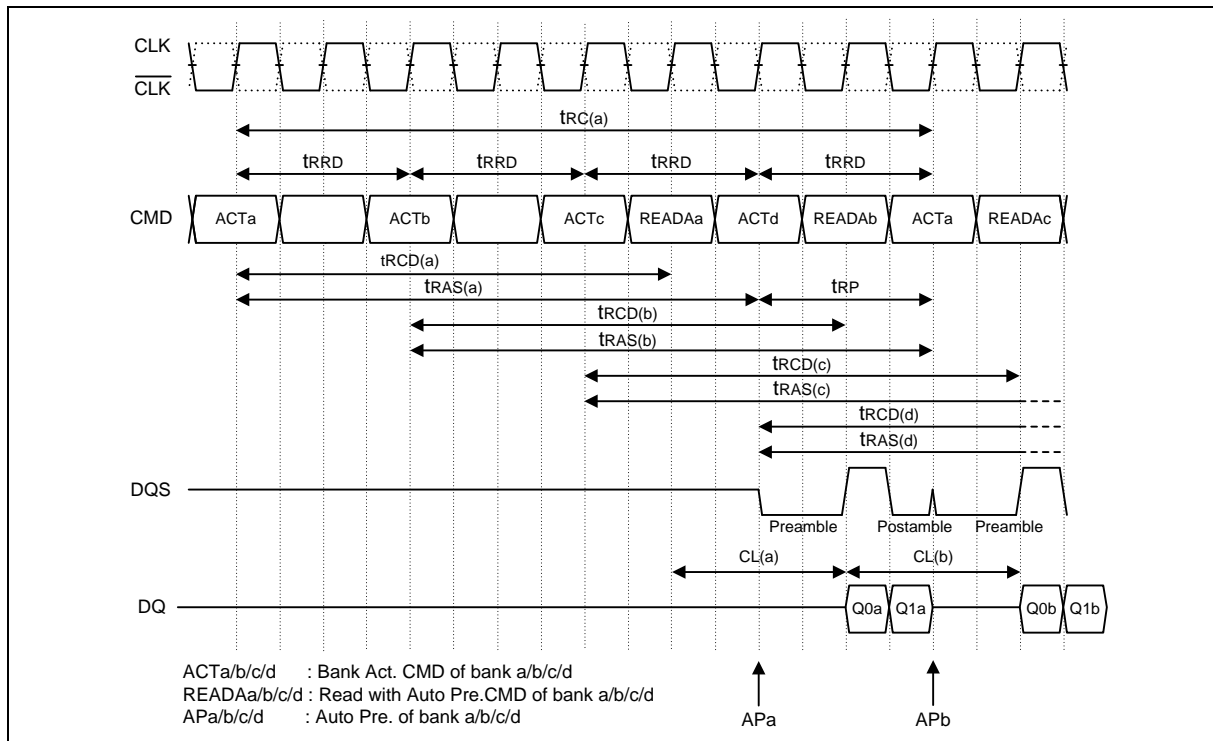 CLK
CLK
tRC(a)
tRRD tRRD tRRD tRRD
CMD ACTa ACTb ACTc READAa ACTd READAb ACTa READAc
tRCD(a)
tRAS(a) tRP
tRCD(b)
tRAS(b)
tRCD(c)
tRAS(c)
tRCD(d)
tRAS(d)
DQS
Preamble Postamble Preamble
CL(a) CL(b)
DQ Q0a Q1a Q0b Q1b
ACTa/b/c/d : Bank Act. CMD of bank a/b/c/d
READAa/b/c/d : Read with Auto Pre.CMD of bank a/b/c/d
APa/b/c/d : Auto Pre. of bank a/b/c/d
APa APb